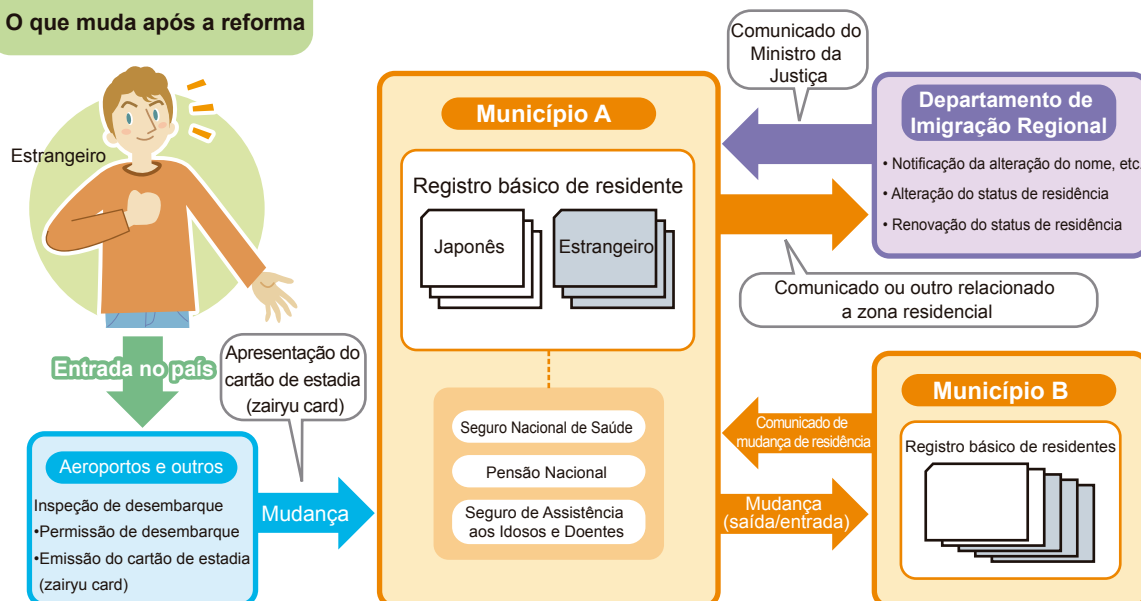 O que muda após a reforma
Estrangeiro
Entrada no país
Aeroportos e outros
Inspeção de desembarque
•Permissão de desembarque
•Emissão do cartão de estadia
(zairyu card)
Apresentação do
cartão de estadia
(zairyu card)
Mudança
Município A
Registro básico de residente
Japonês
Estrangeiro
Seguro Nacional de Saúde
Pensão Nacional
Seguro de Assistência
aos Idosos e Doentes
Comunicado do
Ministro da
Justiça
Departamento de
Imigração Regional
• Notificação da alteração do nome, etc.
• Alteração do status de residência
• Renovação do status de residência
Comunicado ou outro relacionado
a zona residencial
Comunicado de
mudança de residência
Mudança
(saída/entrada)
Município B
Registro básico de residentes